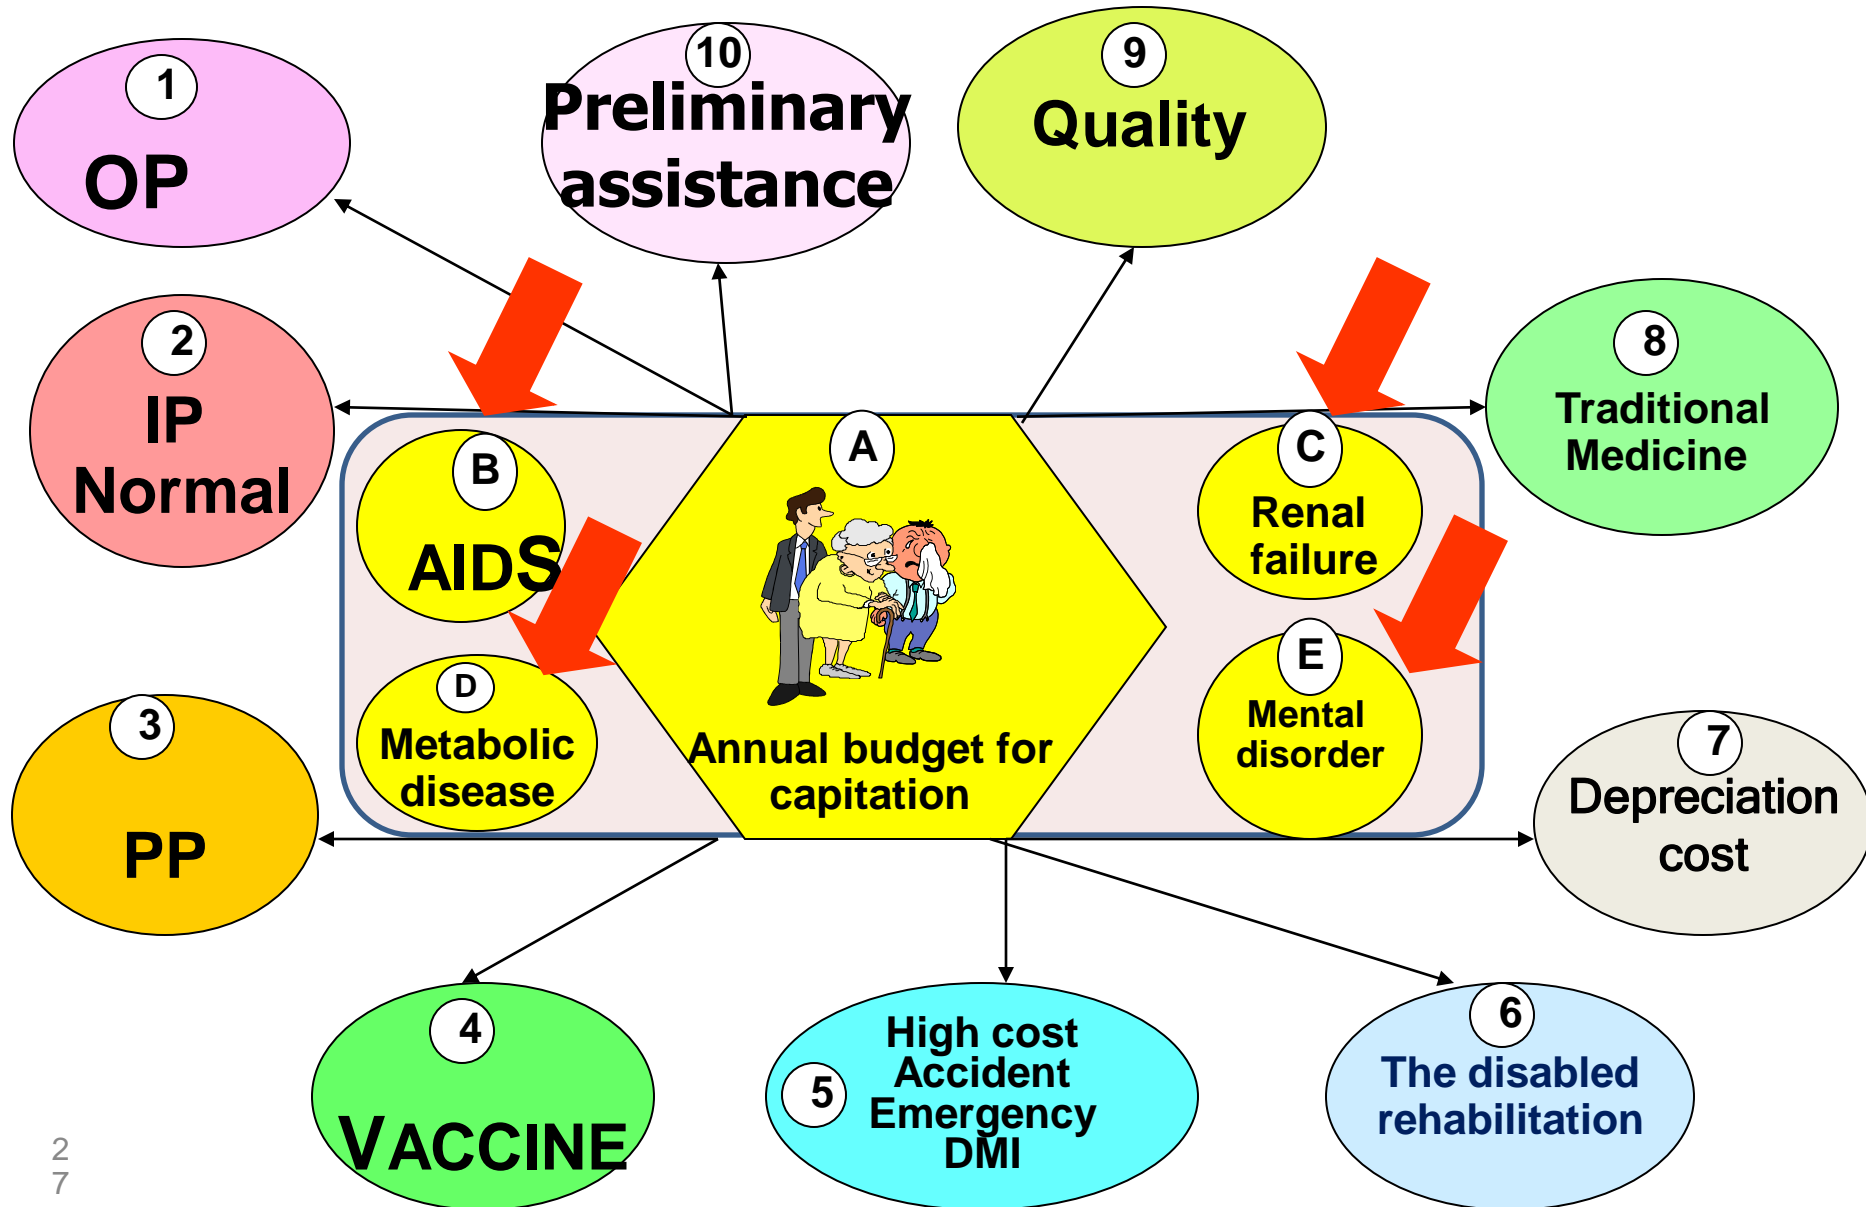 1
OP
10
Preliminary
assistance
9
Quality
2
IP
Normal
8
Traditional
Medicine
A
Annual budget for
capitation
B
AIDS
C
Renal
failure
D
Metabolic
disease
E
Mental
disorder
3
PP
7
Depreciation
cost
4
VACCINE
5
High cost
Accident
Emergency
DMI
6
The disabled
rehabilitation
2
7